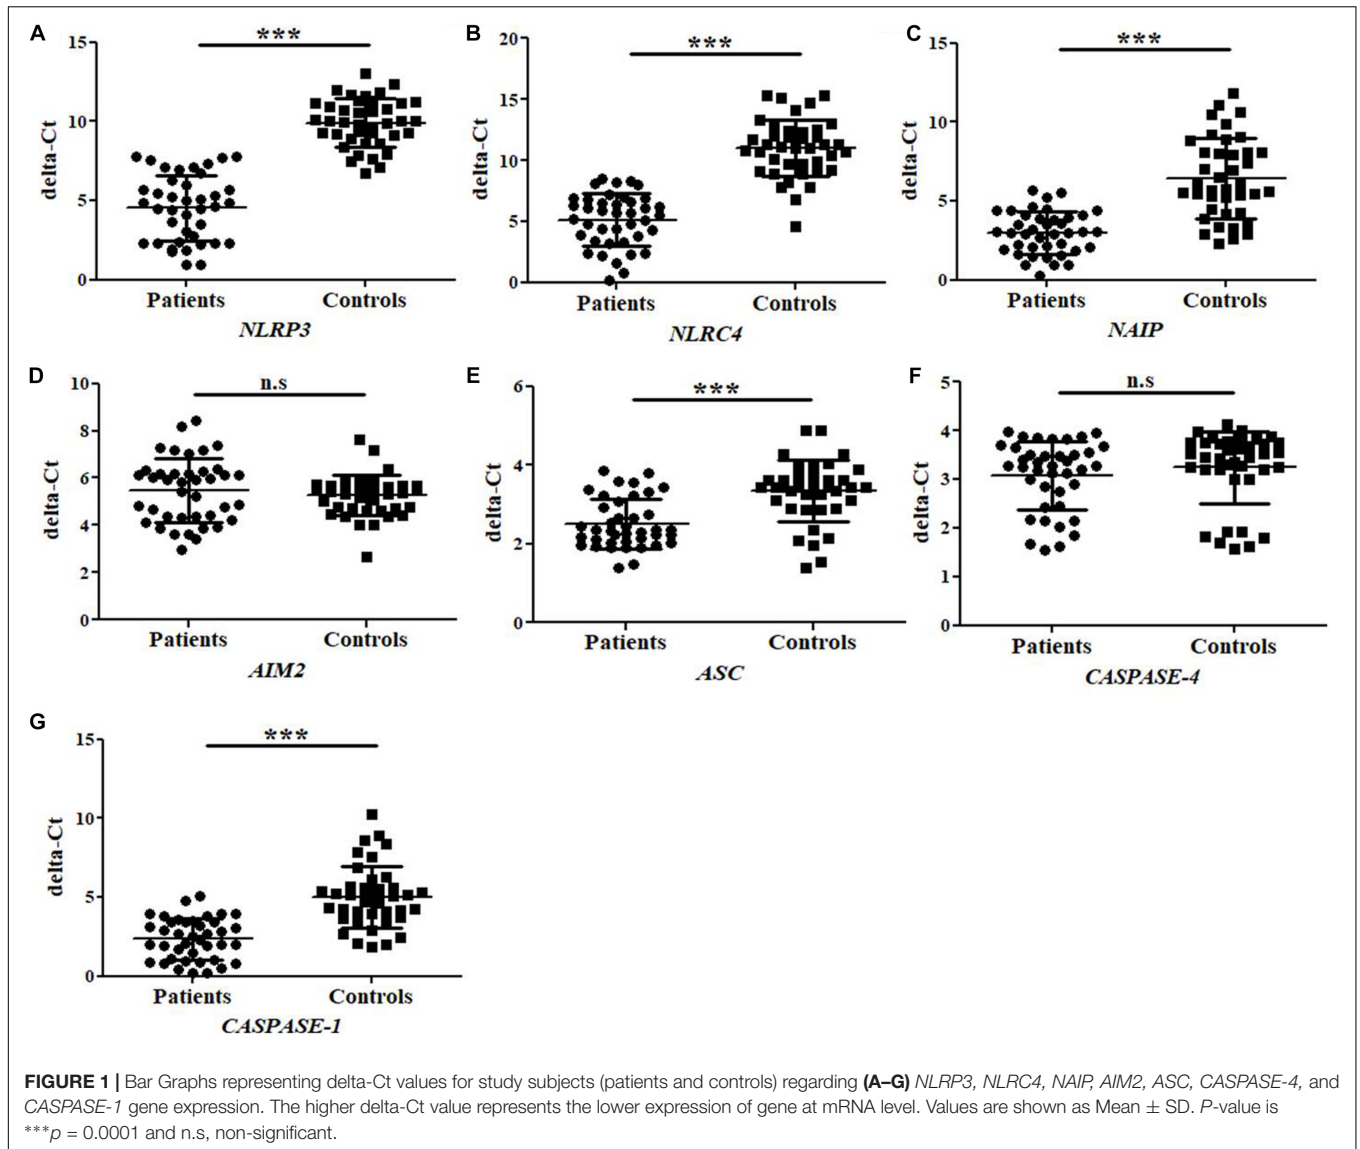 A
***
15
10
5
0
delta-Ct
Patients Controls
NLRP3
B
***
20
15
10
5
0
delta-Ct
Patients Controls
NLRC4
C
***
15
10
5
0
delta-Ct
Patients Controls
NAIP
D
n.s
10
8
6
4
2
0
delta-Ct
Patients Controls
AIM2
E
***
6
4
2
0
delta-Ct
Patients Controls
ASC
F
n.s
5
4
3
2
1
0
delta-Ct
Patients Controls
CASPASE-4
G
***
15
10
5
0
delta-Ct
Patients Controls
CASPASE-1
FIGURE 1 | Bar Graphs representing delta-Ct values for study subjects (patients and controls) regarding (A–G) NLRP3, NLRC4, NAIP, AIM2, ASC, CASPASE-4, and
CASPASE-1 gene expression. The higher delta-Ct value represents the lower expression of gene at mRNA level. Values are shown as Mean ± SD. P-value is
***p = 0.0001 and n.s, non-significant.